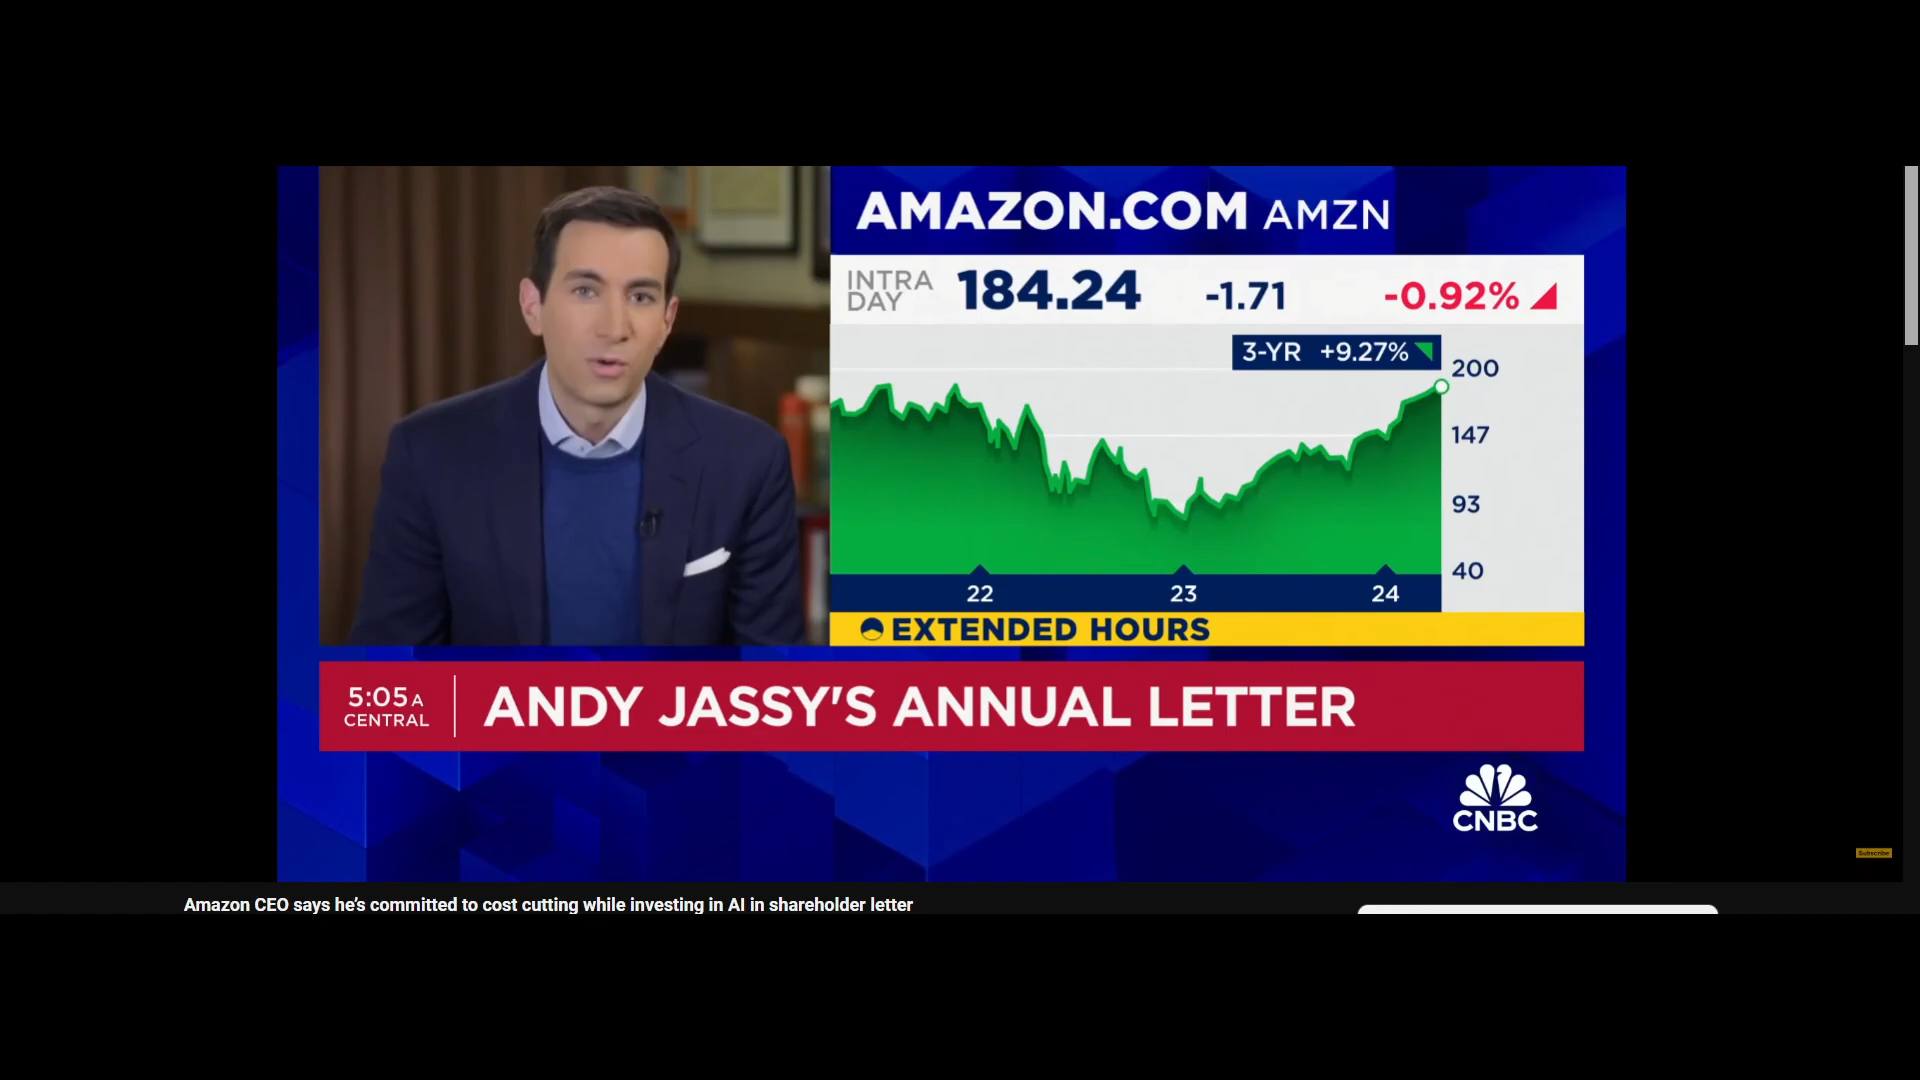 AMAZON.COM AMZN
INTRA DAY 184.24 -1.71 -0.92%
3-YR +9.27%
200
147
93
40
22 23 24
EXTENDED HOURS
5:05A CENTRAL
ANDY JASSY'S ANNUAL LETTER
CNBC
Subscribe
Amazon CEO says he’s committed to cost cutting while investing in AI in shareholder letter